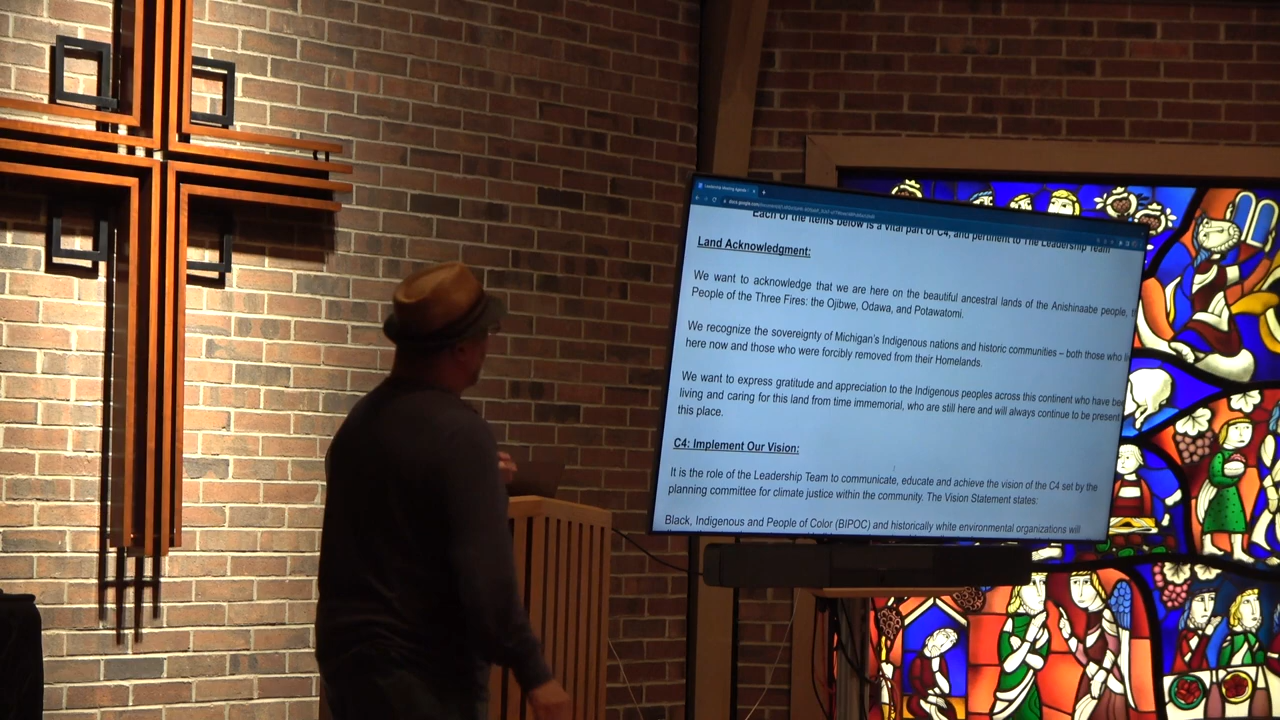 Leadership Meeting Agenda
Each of the items below is a vital part of C4, and pertinent to The Leadership Team
Land Acknowledgment:
We want to acknowledge that we are here on the beautiful ancestral lands of the Anishinaabe people,
People of the Three Fires: the Ojibwe, Odawa, and Potawatomi.
We recognize the sovereignty of Michigan's Indigenous nations and historic communities – both those who
here now and those who were forcibly removed from their Homelands.
We want to express gratitude and appreciation to the Indigenous peoples across this continent who have
living and caring for this land from time immemorial, who are still here and will always continue to be present
this place.
C4: Implement Our Vision:
It is the role of the Leadership Team to communicate, educate and achieve the vision of the C4 set by the
planning committee for climate justice within the community. The Vision Statement states:
Black, Indigenous and People of Color (BIPOC) and historically white environmental organizations will